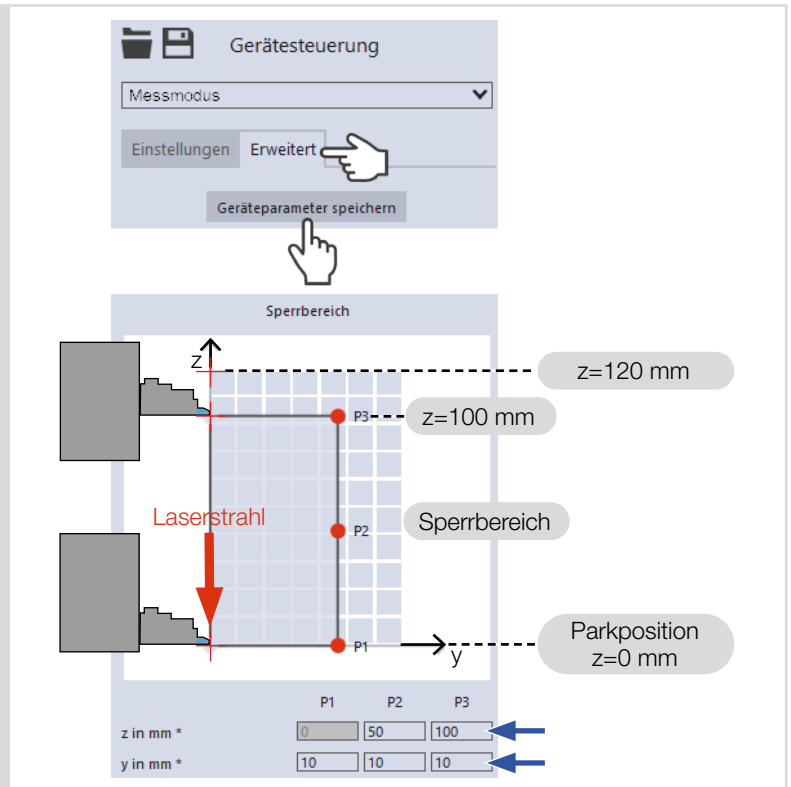 Gerätesteuerung
Messmodus
Einstellungen Erweitert
Geräteparameter speichern
Sperrbereich
z
z=120 mm
P3
z=100 mm
Laserstrahl
P2
Sperrbereich
P1
y
Parkposition
z=0 mm
P1 P2 P3
z in mm * 0 50 100
y in mm * 10 10 10